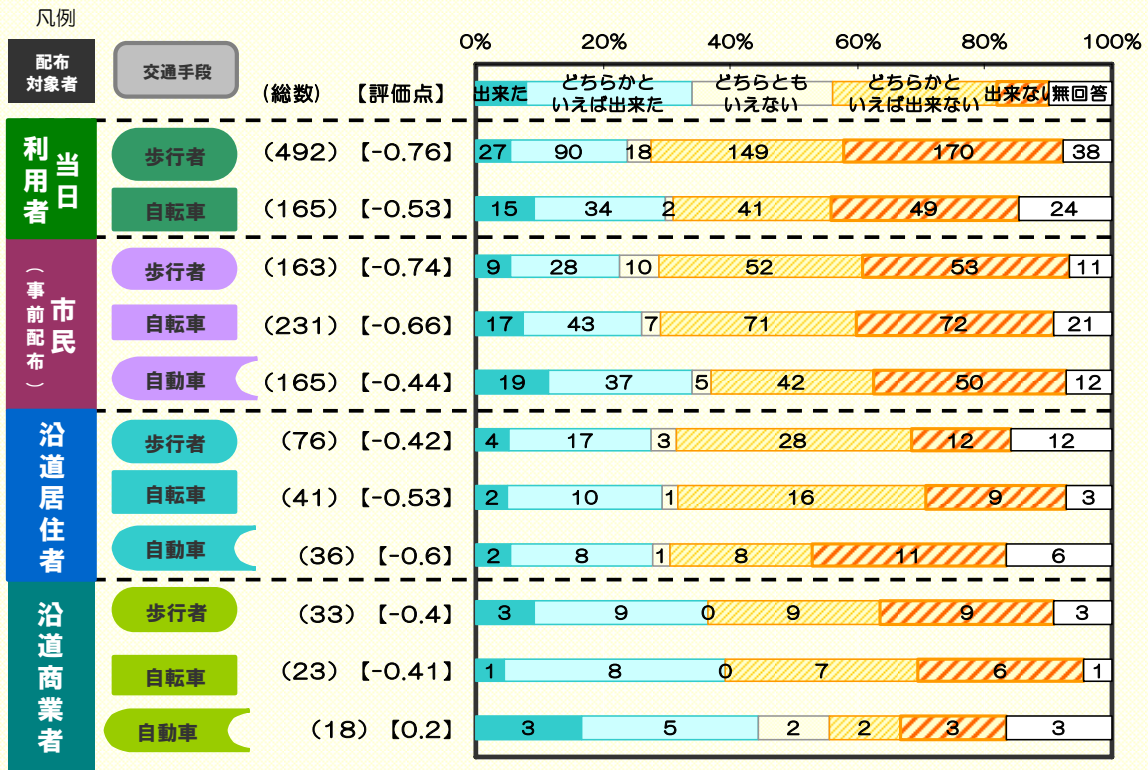 凡例
配布
対象者
交通手段
(総数) 【評価点】
0% 20% 40% 60% 80% 100%
出来た
どちらかと
いえば出来た
どちらとも
いえない
どちらかと
いえば出来ない
出来ない
無回答
当日
利用者
歩行者 (492) 【-0.76】 27 90 18 149 170 38
自転車 (165) 【-0.53】 15 34 2 41 49 24
市民
(事前配布)
歩行者 (163) 【-0.74】 9 28 10 52 53 11
自転車 (231) 【-0.66】 17 43 7 71 72 21
自動車 (165) 【-0.44】 19 37 5 42 50 12
沿道居住者
歩行者 (76) 【-0.42】 4 17 3 28 12 12
自転車 (41) 【-0.53】 2 10 1 16 9 3
自動車 (36) 【-0.6】 2 8 1 8 11 6
沿道商業者
歩行者 (33) 【-0.4】 3 9 0 9 9 3
自転車 (23) 【-0.41】 1 8 0 7 6 1
自動車 (18) 【0.2】 3 5 2 2 3 3